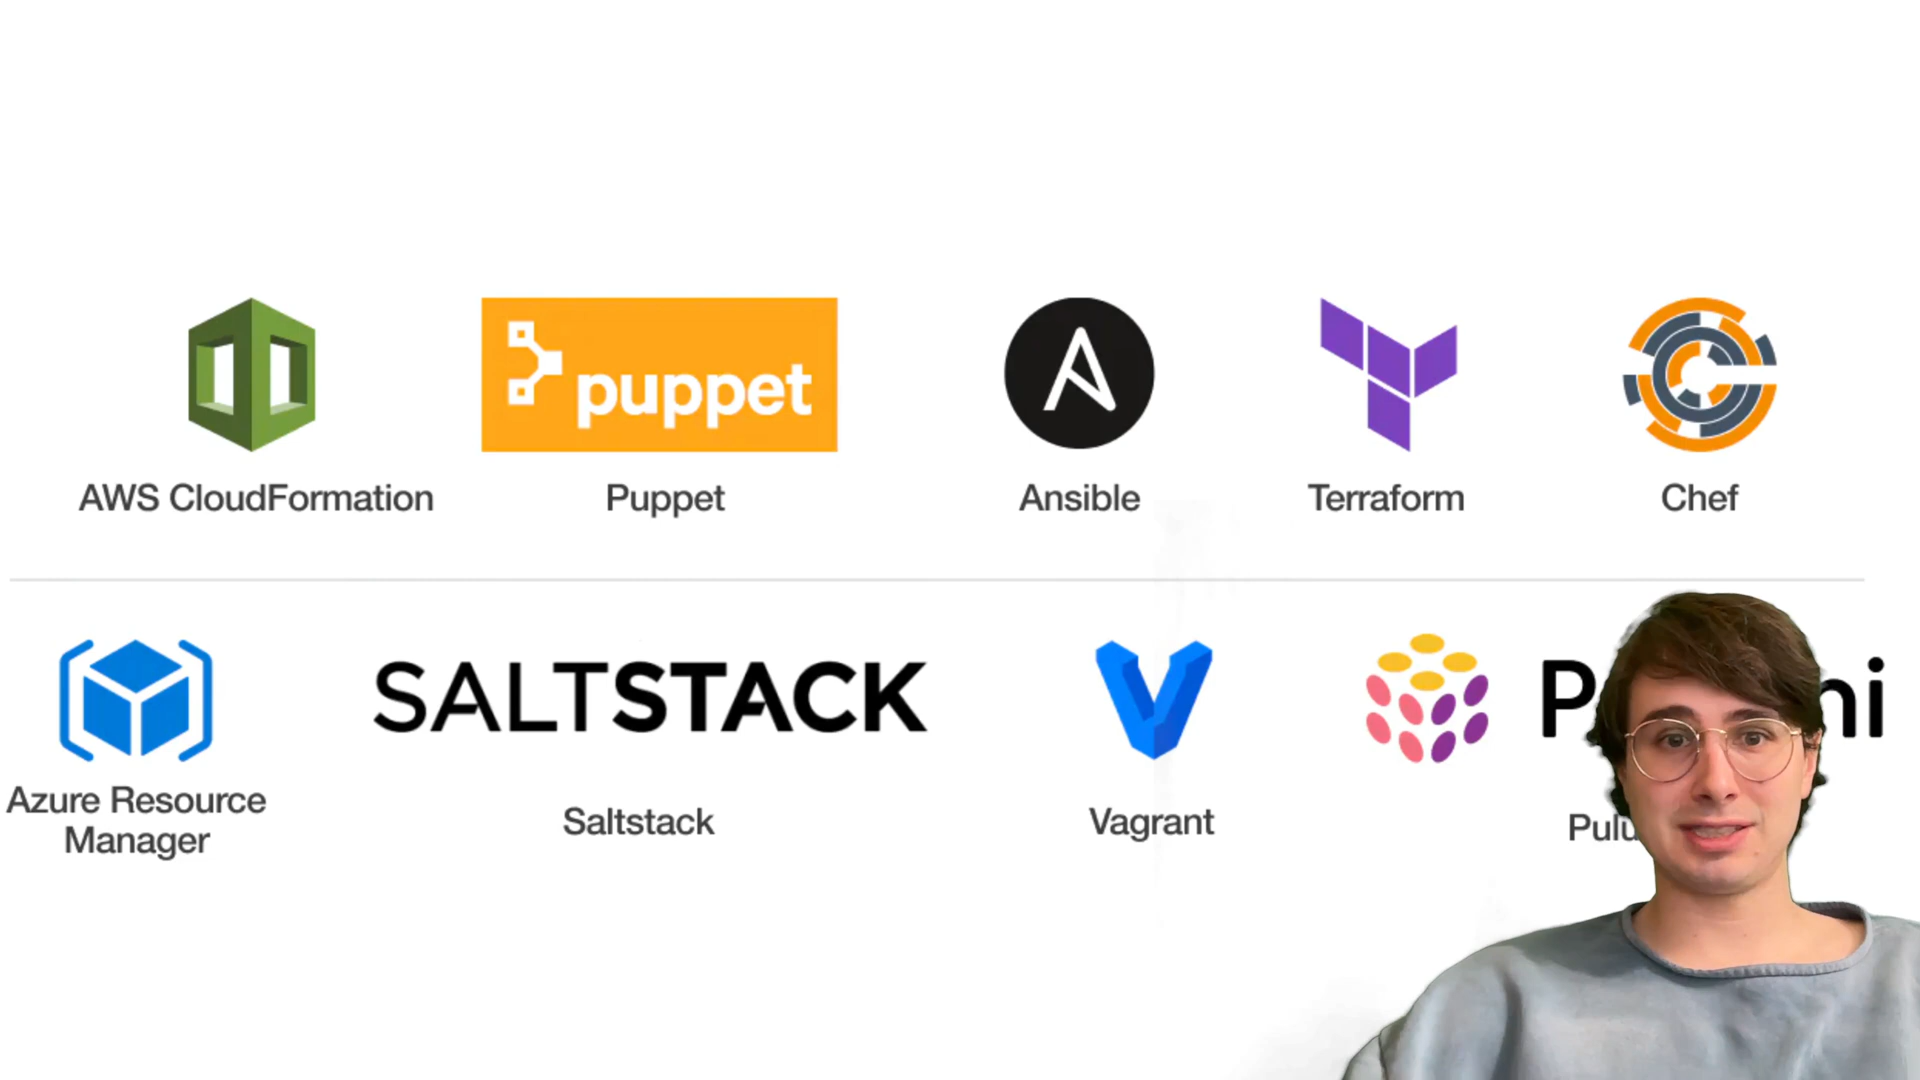 puppet
AWS CloudFormation
Puppet
Ansible
Terraform
Chef
SALTSTACK
Azure Resource
Manager
Saltstack
Vagrant